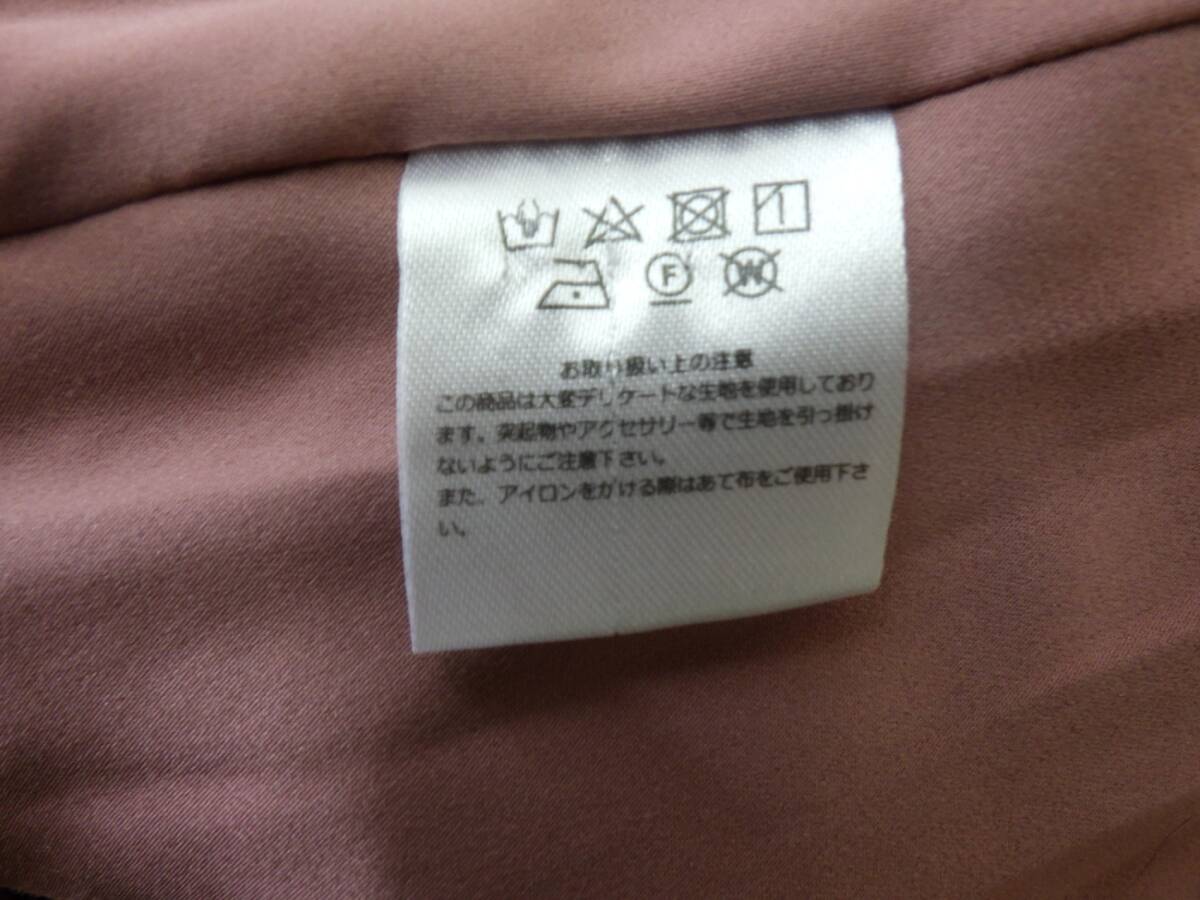 F W
お取り扱い上の注意
この商品は大変デリケートな生地を使用しており
ます。突起物やアクセサリー等で生地を引っ掛け
ないようにご注意下さい。
また、アイロンをかける際はあて布をご使用下さ
い。